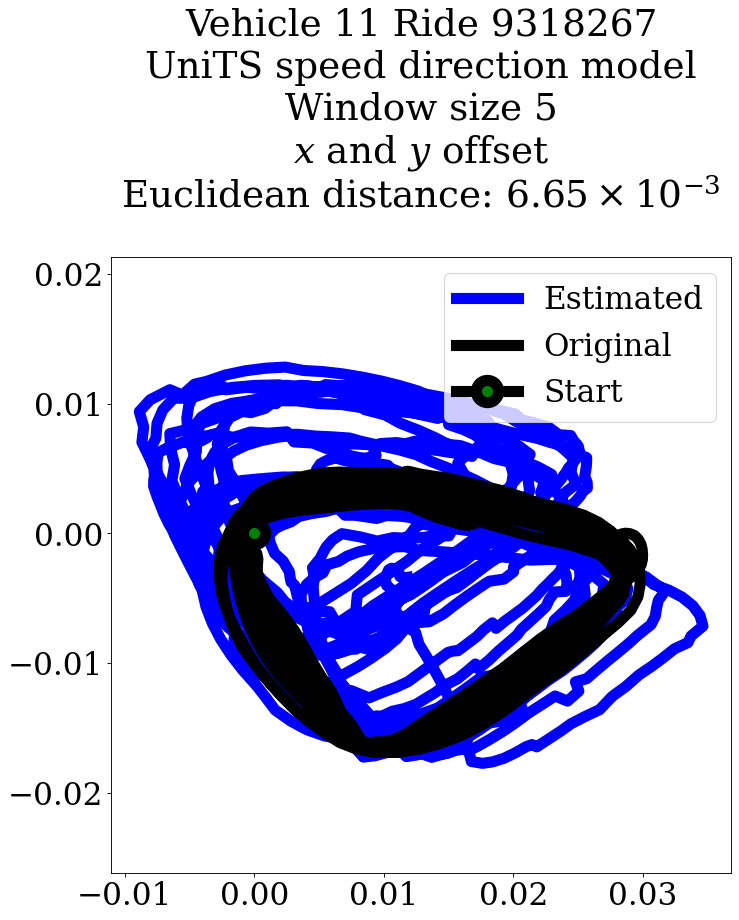 Vehicle 11 Ride 9318267
UniTS speed direction model
Window size 5
x and y offset
Euclidean distance: 6.65 × 10⁻³
Estimated
Original
Start
0.02
0.01
0.00
−0.01
−0.02
−0.01 0.00 0.01 0.02 0.03